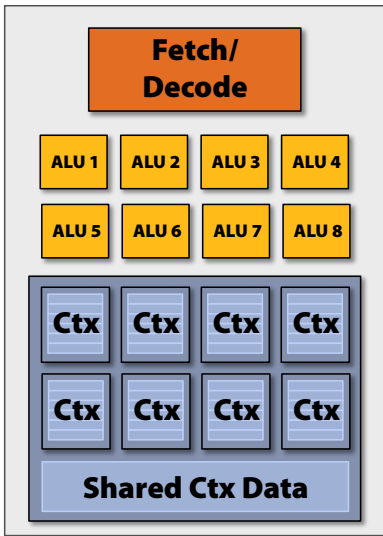 Fetch/
Decode
ALU 1 ALU 2 ALU 3 ALU 4
ALU 5 ALU 6 ALU 7 ALU 8
Ctx Ctx Ctx Ctx
Ctx Ctx Ctx Ctx
Shared Ctx Data